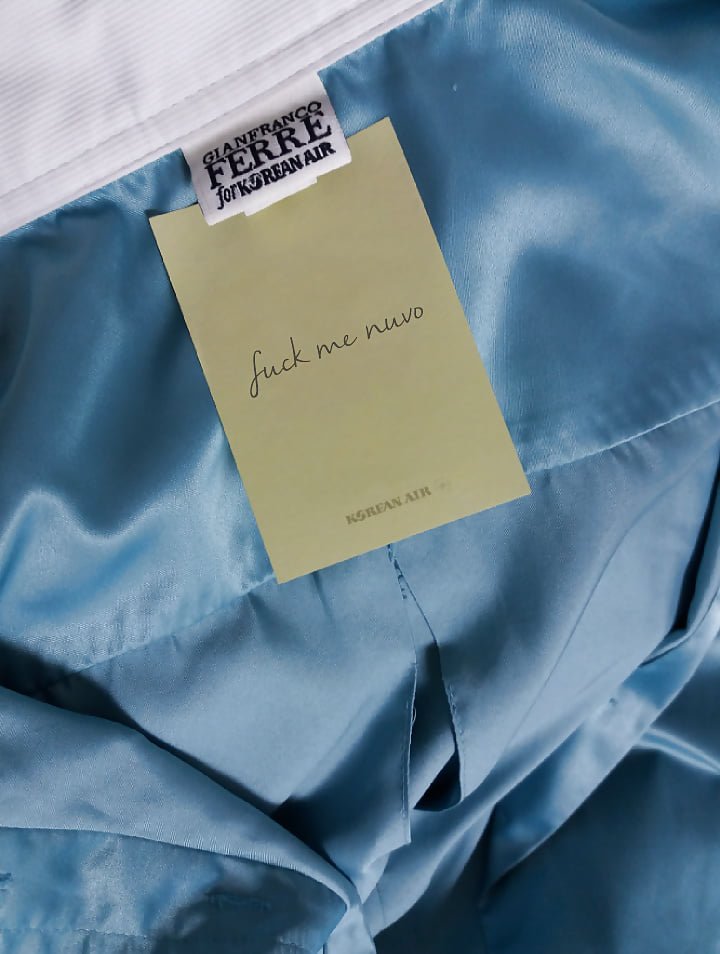 GIANFRANCO
FERRE
for KOREAN AIR
fuck me nuvo
KOREAN AIR